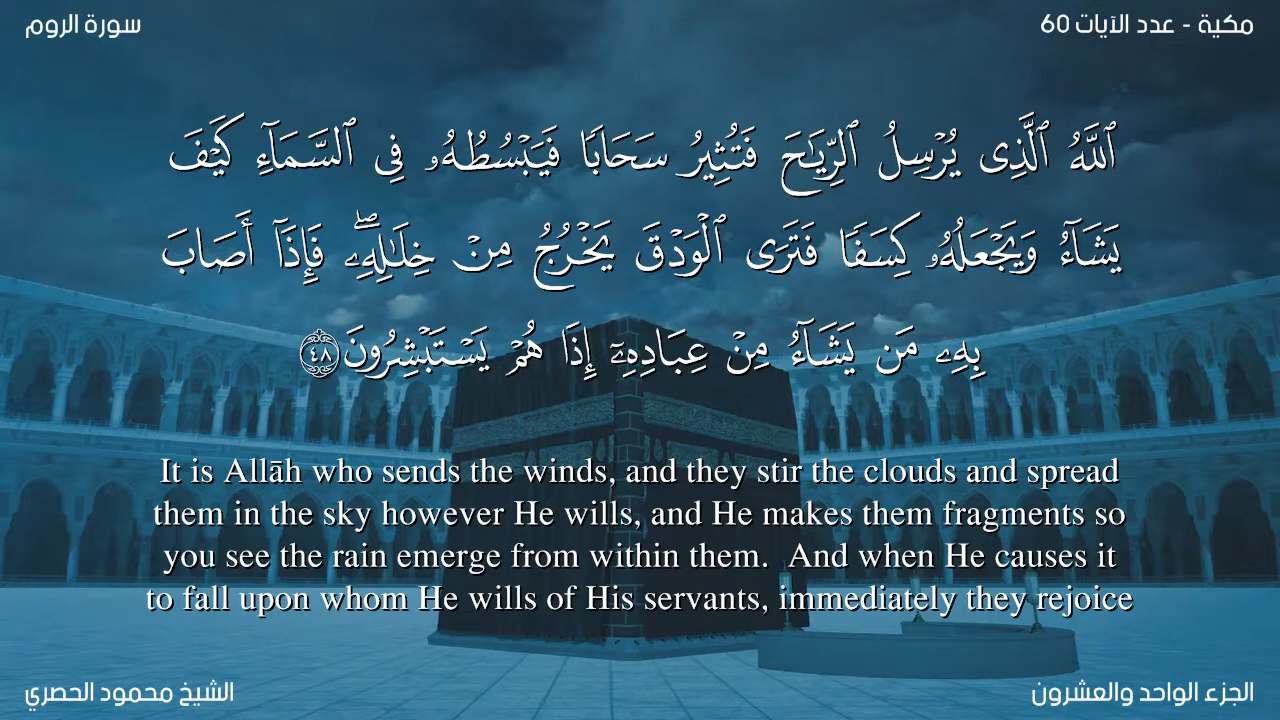 مكية - عدد الآيات 60
سورة الروم
ٱللَّهُ ٱلَّذِى يُرْسِلُ ٱلرِّيَـٰحَ فَتُثِيرُ سَحَابًا فَيَبْسُطُهُۥ فِى ٱلسَّمَآءِ كَيْفَ
يَشَآءُ وَيَجْعَلُهُۥ كِسَفًا فَتَرَى ٱلْوَدْقَ يَخْرُجُ مِنْ خِلَـٰلِهِۦ ۖ فَإِذَآ أَصَابَ
بِهِۦ مَن يَشَآءُ مِنْ عِبَادِهِۦٓ إِذَا هُمْ يَسْتَبْشِرُونَ ٤٨
It is Allāh who sends the winds, and they stir the clouds and spread
them in the sky however He wills, and He makes them fragments so
you see the rain emerge from within them. And when He causes it
to fall upon whom He wills of His servants, immediately they rejoice
الجزء الواحد والعشرون
الشيخ محمود الحصري